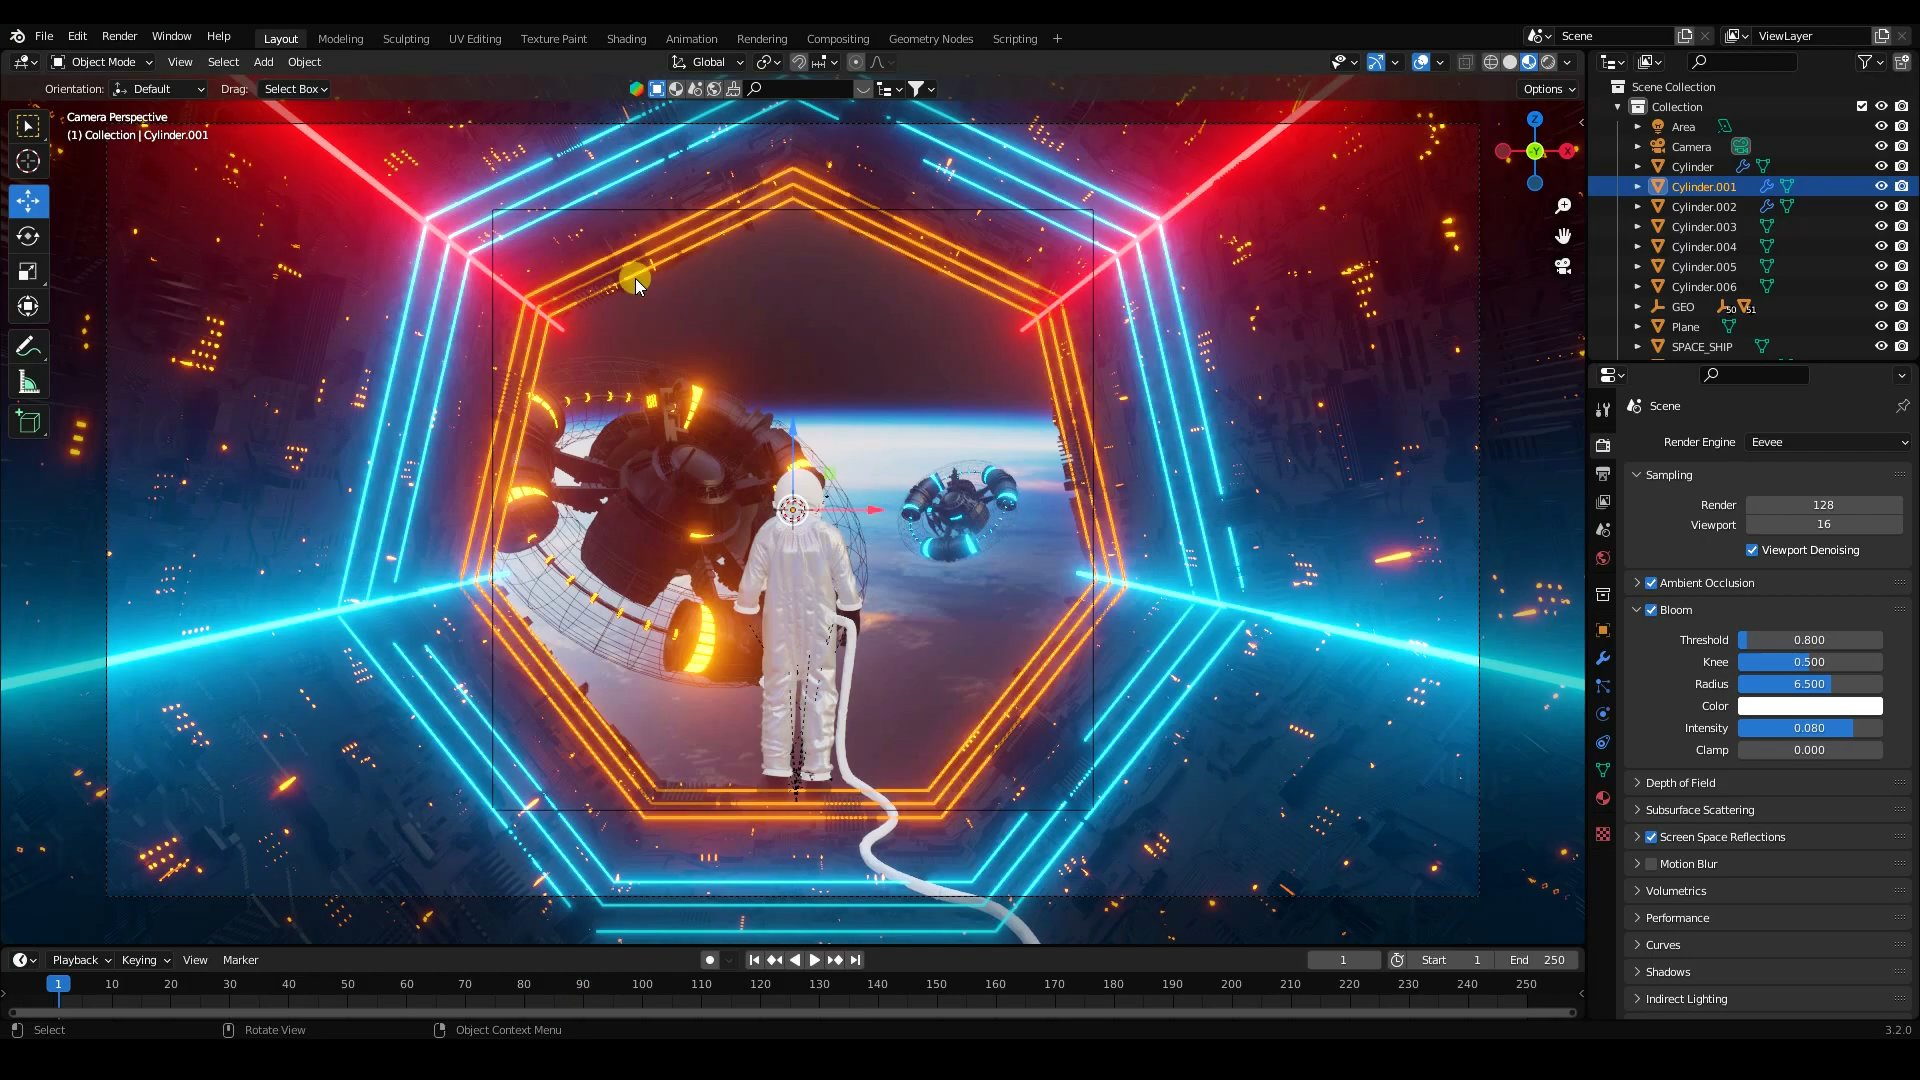 File Edit Render Window Help Layout Modeling Sculpting UV Editing Texture Paint Shading Animation Rendering Compositing Geometry Nodes Scripting + Scene ViewLayer
Object Mode View Select Add Object Global
Orientation: Default Drag: Select Box Options
Camera Perspective
(1) Collection | Cylinder.001
Z
-Y
X
Scene Collection
Collection
Area
Camera
Cylinder
Cylinder.001
Cylinder.002
Cylinder.003
Cylinder.004
Cylinder.005
Cylinder.006
GEO 50 51
Plane
SPACE_SHIP
Scene
Render Engine Eevee
Sampling
Render 128
Viewport 16
Viewport Denoising
Ambient Occlusion
Bloom
Threshold 0.800
Knee 0.500
Radius 6.500
Color
Intensity 0.080
Clamp 0.000
Depth of Field
Subsurface Scattering
Screen Space Reflections
Motion Blur
Volumetrics
Performance
Curves
Shadows
Indirect Lighting
Playback Keying View Marker 1 Start 1 End 250
1 10 20 30 40 50 60 70 80 90 100 110 120 130 140 150 160 170 180 190 200 210 220 230 240 250
Select Rotate View Object Context Menu 3.2.0